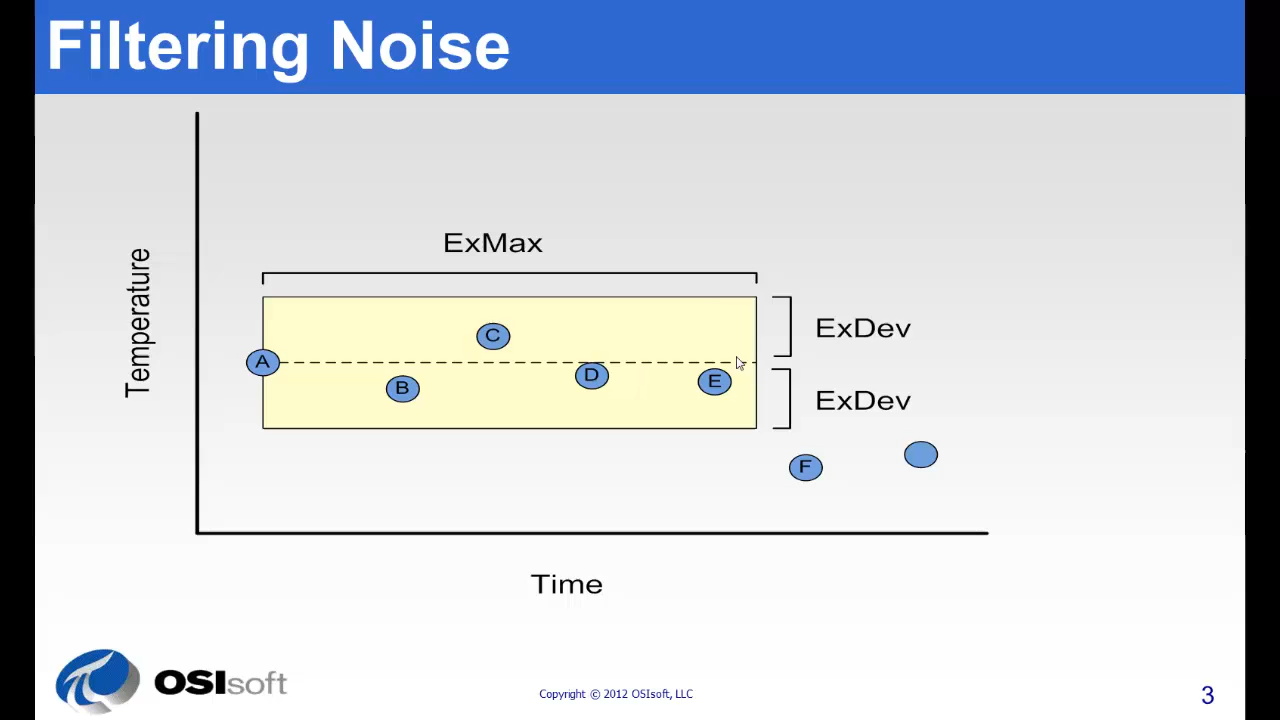 Filtering Noise
ExMax
Temperature
ExDev
A
C
B
D
E
ExDev
F
Time
OSIsoft
Copyright © 2012 OSIsoft, LLC
3